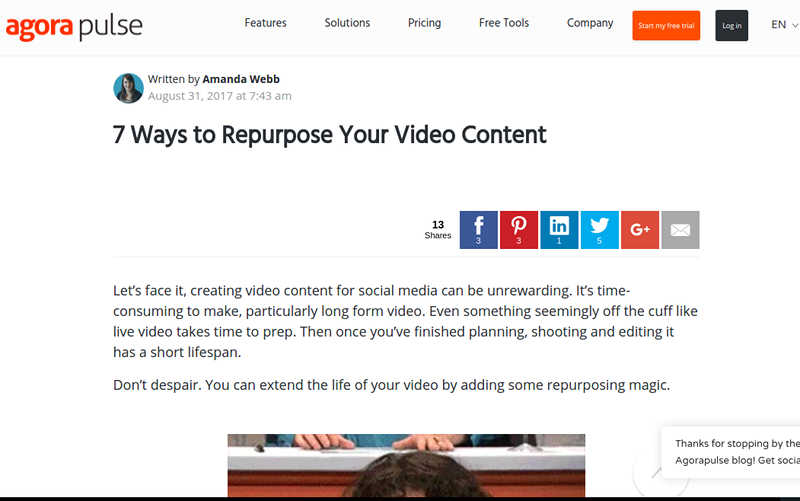 agora pulse
Features Solutions Pricing Free Tools Company Start my free trial Log in EN
Written by Amanda Webb
August 31, 2017 at 7:43 am
7 Ways to Repurpose Your Video Content
13
Shares
3 3 1 5 G+
Let’s face it, creating video content for social media can be unrewarding. It’s time-
consuming to make, particularly long form video. Even something seemingly off the cuff like
live video takes time to prep. Then once you’ve finished planning, shooting and editing it
has a short lifespan.
Don’t despair. You can extend the life of your video by adding some repurposing magic.
Thanks for stopping by the
Agorapulse blog! Get socia